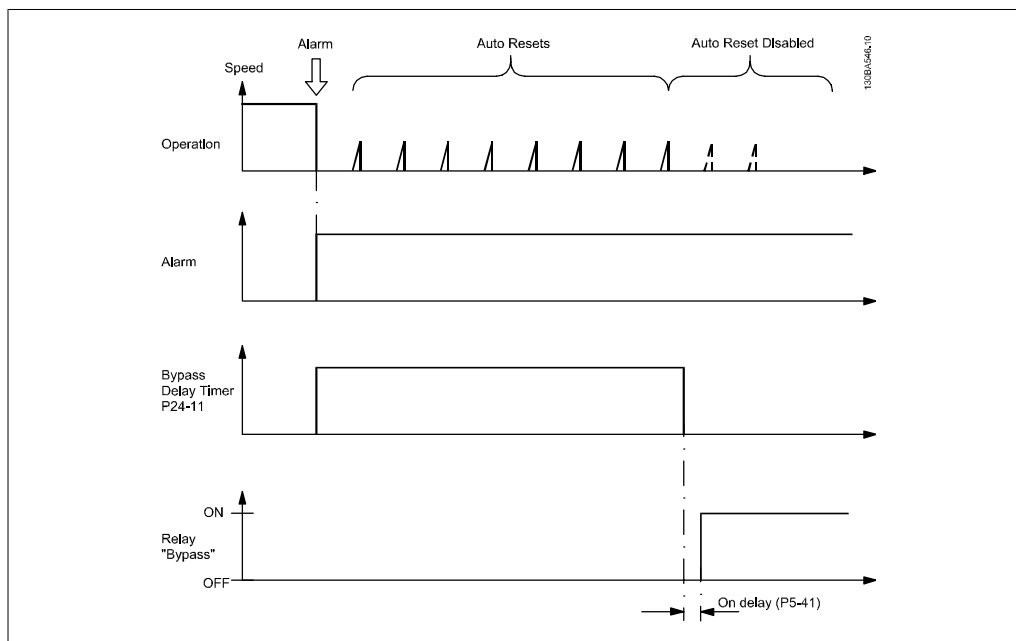 Alarm
Auto Resets
Auto Reset Disabled
130BA546.10
Speed
Operation
Alarm
Bypass
Delay Timer
P24-11
ON
Relay
"Bypass"
OFF
On delay (P5-41)